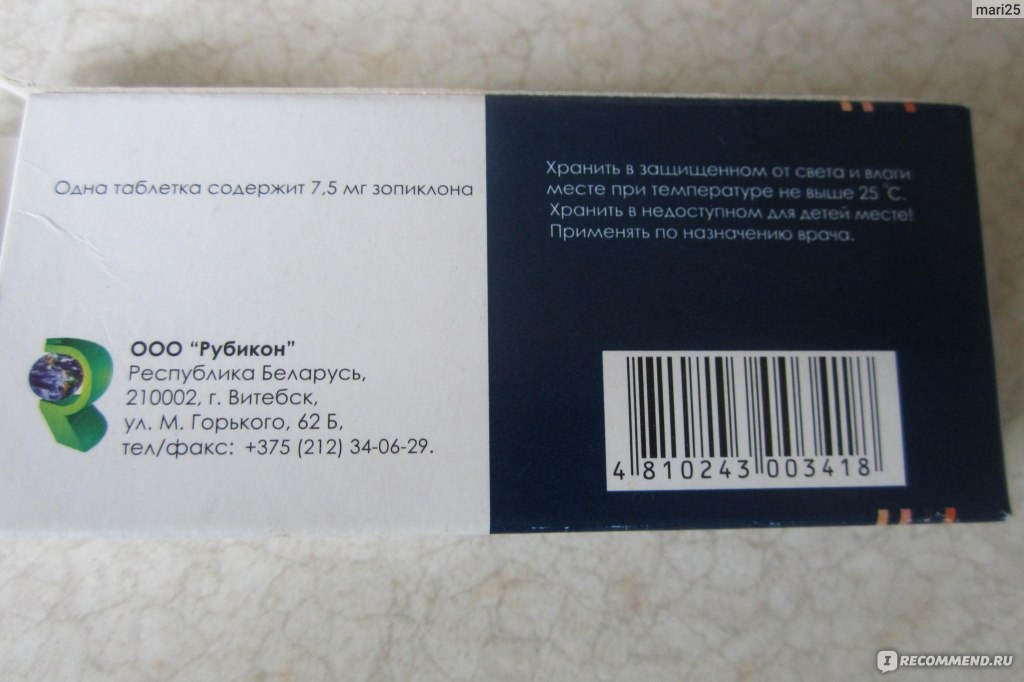 mari25
Одна таблетка содержит 7,5 мг зопиклона
ООО "Рубикон"
Республика Беларусь,
210002, г. Витебск,
ул. М. Горького, 62 Б,
тел/факс: +375 (212) 34-06-29.
Хранить в защищенном от света и влаги
месте при температуре не выше 25 °С.
Хранить в недоступном для детей месте!
Применять по назначению врача.
4 810243 003418
IRECOMMEND.RU